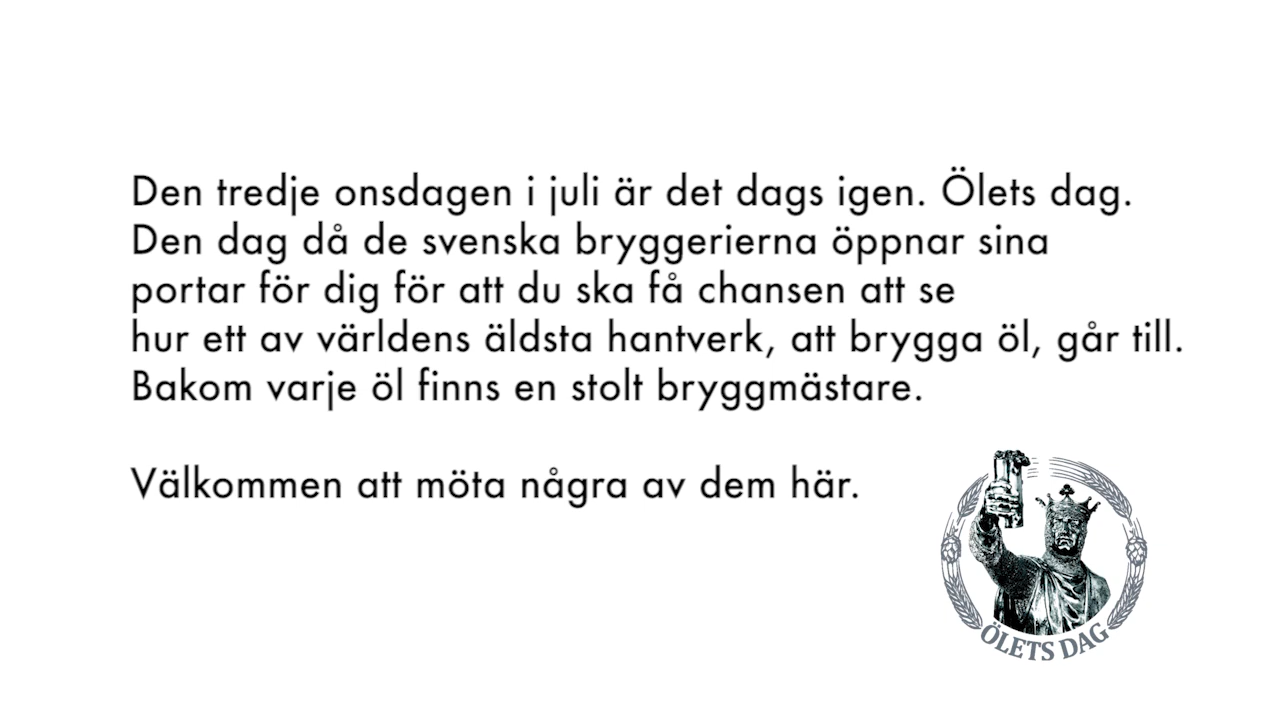 Den tredje onsdagen i juli är det dags igen. Ölets dag.
Den dag då de svenska bryggerierna öppnar sina
portar för dig för att du ska få chansen att se
hur ett av världens äldsta hantverk, att brygga öl, går till.
Bakom varje öl finns en stolt bryggmästare.
Välkommen att möta några av dem här.
ÖLETS DAG